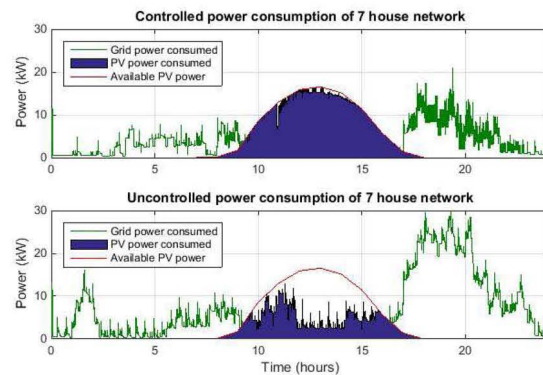 Controlled power consumption of 7 house network
30
20
10
0
Power (kW)
Grid power consumed
PV power consumed
Available PV power
0 5 10 15 20
Uncontrolled power consumption of 7 house network
30
20
10
0
Power (kW)
Grid power consumed
PV power consumed
Available PV power
0 5 10 15 20
Time (hours)